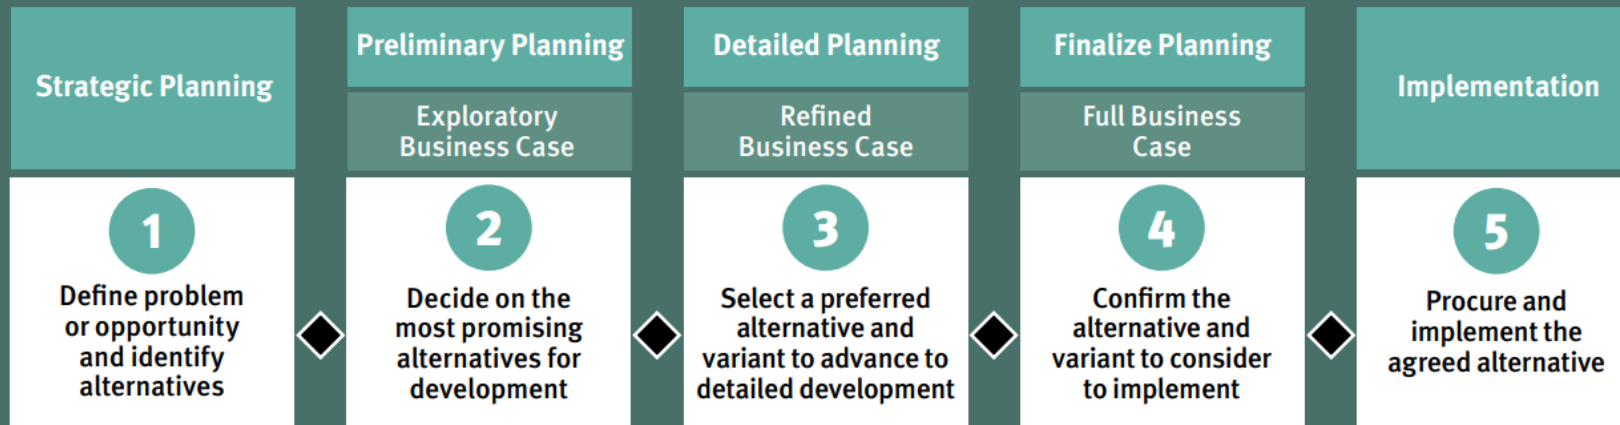 Strategic Planning
1
Define problem
or opportunity
and identify
alternatives
Preliminary Planning
Exploratory
Business Case
2
Decide on the
most promising
alternatives for
development
Detailed Planning
Refined
Business Case
3
Select a preferred
alternative and
variant to advance to
detailed development
Finalize Planning
Full Business
Case
4
Confirm the
alternative and
variant to consider
to implement
Implementation
5
Procure and
implement the
agreed alternative